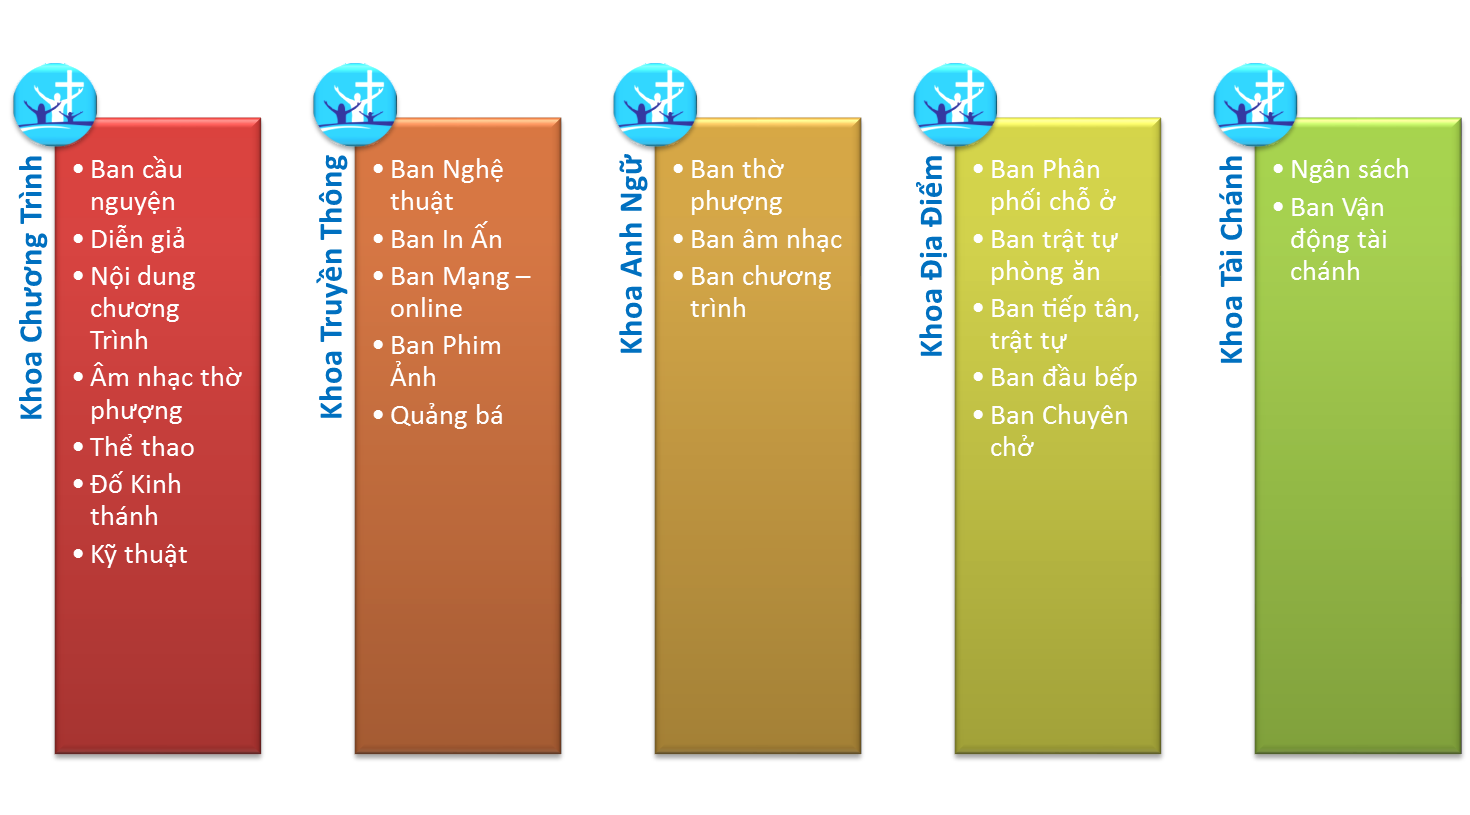 Khoa Chương Trình
• Ban cầu
nguyện
• Diễn giả
• Nội dung
chương
Trình
• Âm nhạc thờ
phượng
• Thể thao
• Đố Kinh
thánh
• Kỹ thuật
Khoa Truyền Thông
• Ban Nghệ
thuật
• Ban In Ấn
• Ban Mạng –
online
• Ban Phim
Ảnh
• Quảng bá
Khoa Anh Ngữ
• Ban thờ
phượng
• Ban âm nhạc
• Ban chương
trình
Khoa Địa Điểm
• Ban Phân
phối chỗ ở
• Ban trật tự
phòng ăn
• Ban tiếp tân,
trật tự
• Ban đầu bếp
• Ban Chuyên
chở
Khoa Tài Chánh
• Ngân sách
• Ban Vận
động tài
chánh